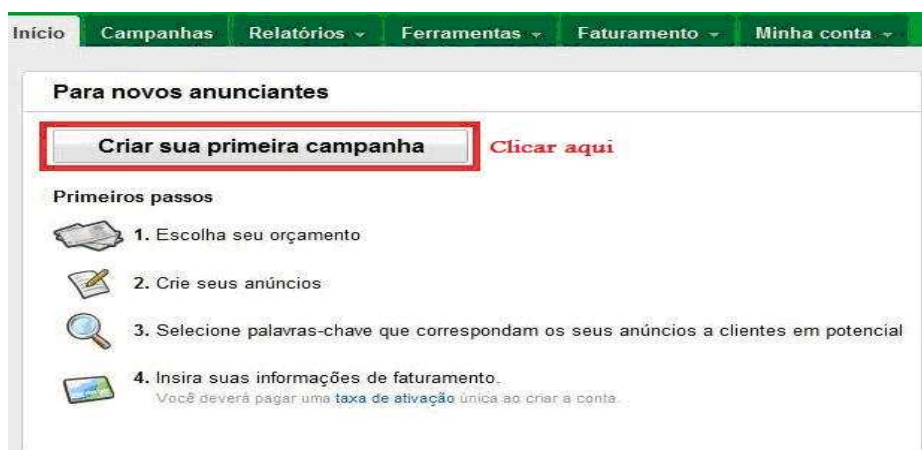 Início Campanhas Relatórios Ferramentas Faturamento Minha conta
Para novos anunciantes
Criar sua primeira campanha Clicar aqui
Primeiros passos
1. Escolha seu orçamento
2. Crie seus anúncios
3. Selecione palavras-chave que correspondam os seus anúncios a clientes em potencial
4. Insira suas informações de faturamento.
Você deverá pagar uma taxa de ativação única ao criar a conta.